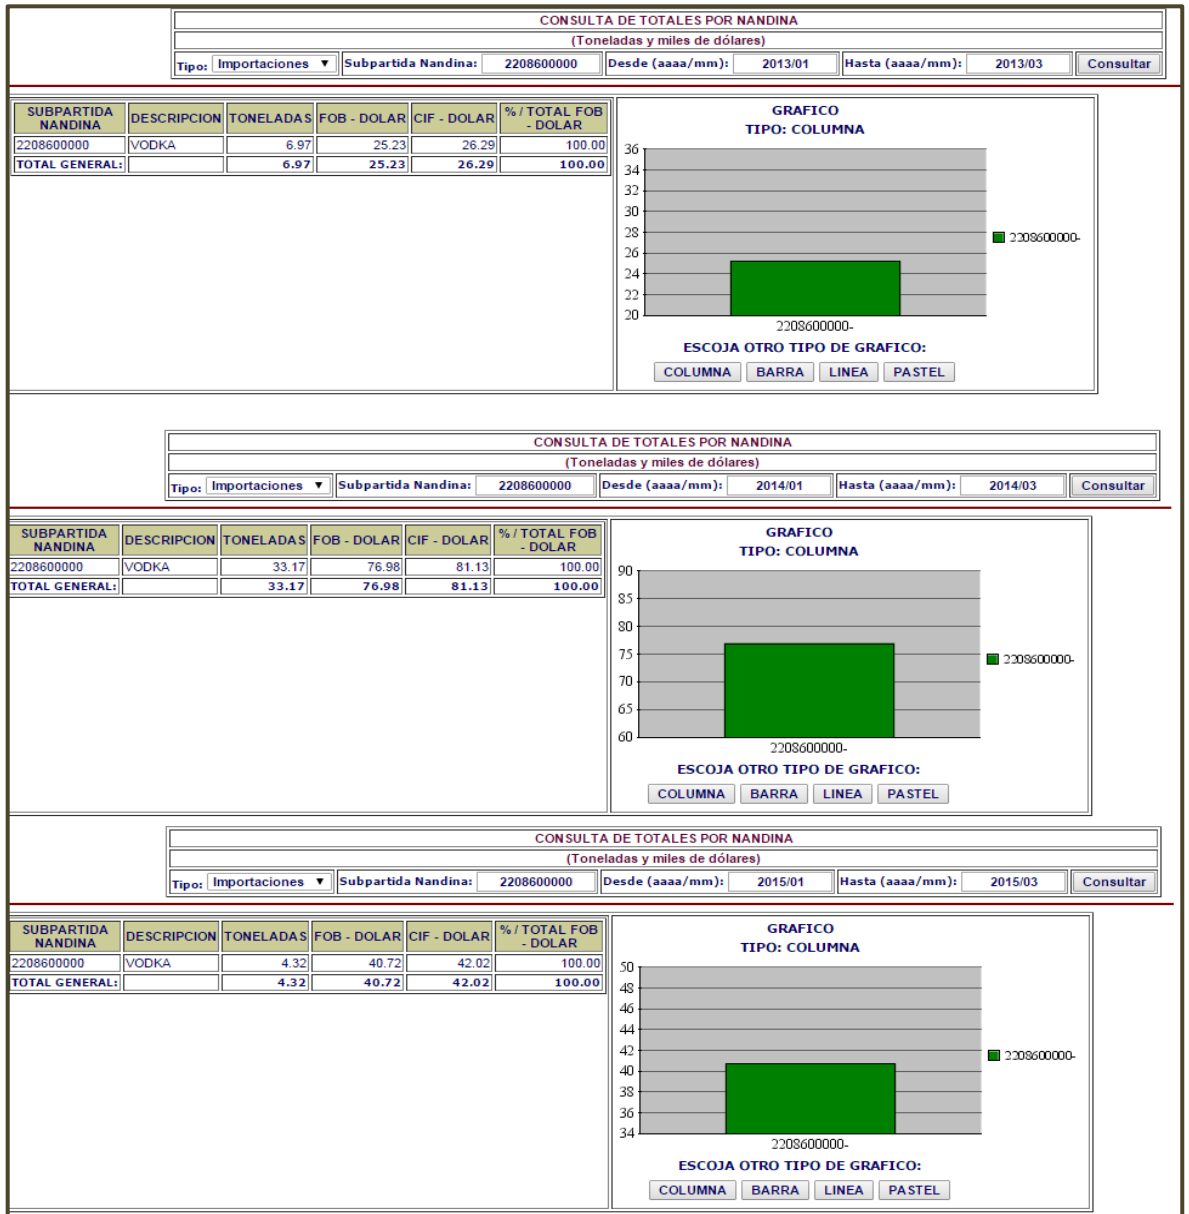 CONSULTA DE TOTALES POR NANDINA
(Toneladas y miles de dólares)
Tipo: Importaciones ▼ Subpartida Nandina: 2208600000 Desde (aaaa/mm): 2013/01 Hasta (aaaa/mm): 2013/03 Consultar
SUBPARTIDA NANDINA DESCRIPCION TONELADAS FOB - DOLAR CIF - DOLAR % / TOTAL FOB - DOLAR
2208600000 VODKA 6.97 25.23 26.29 100.00
TOTAL GENERAL: 6.97 25.23 26.29 100.00
GRAFICO
TIPO: COLUMNA
36
34
32
30
28
26
24
22
20
2208600000-
2208600000-
ESCOJA OTRO TIPO DE GRAFICO:
COLUMNA BARRA LINEA PASTEL
CONSULTA DE TOTALES POR NANDINA
(Toneladas y miles de dólares)
Tipo: Importaciones ▼ Subpartida Nandina: 2208600000 Desde (aaaa/mm): 2014/01 Hasta (aaaa/mm): 2014/03 Consultar
SUBPARTIDA NANDINA DESCRIPCION TONELADAS FOB - DOLAR CIF - DOLAR % / TOTAL FOB - DOLAR
2208600000 VODKA 33.17 76.98 81.13 100.00
TOTAL GENERAL: 33.17 76.98 81.13 100.00
GRAFICO
TIPO: COLUMNA
90
85
80
75
70
65
60
2208600000-
2208600000-
ESCOJA OTRO TIPO DE GRAFICO:
COLUMNA BARRA LINEA PASTEL
CONSULTA DE TOTALES POR NANDINA
(Toneladas y miles de dólares)
Tipo: Importaciones ▼ Subpartida Nandina: 2208600000 Desde (aaaa/mm): 2015/01 Hasta (aaaa/mm): 2015/03 Consultar
SUBPARTIDA NANDINA DESCRIPCION TONELADAS FOB - DOLAR CIF - DOLAR % / TOTAL FOB - DOLAR
2208600000 VODKA 4.32 40.72 42.02 100.00
TOTAL GENERAL: 4.32 40.72 42.02 100.00
GRAFICO
TIPO: COLUMNA
50
48
46
44
42
40
38
36
34
2208600000-
2208600000-
ESCOJA OTRO TIPO DE GRAFICO:
COLUMNA BARRA LINEA PASTEL